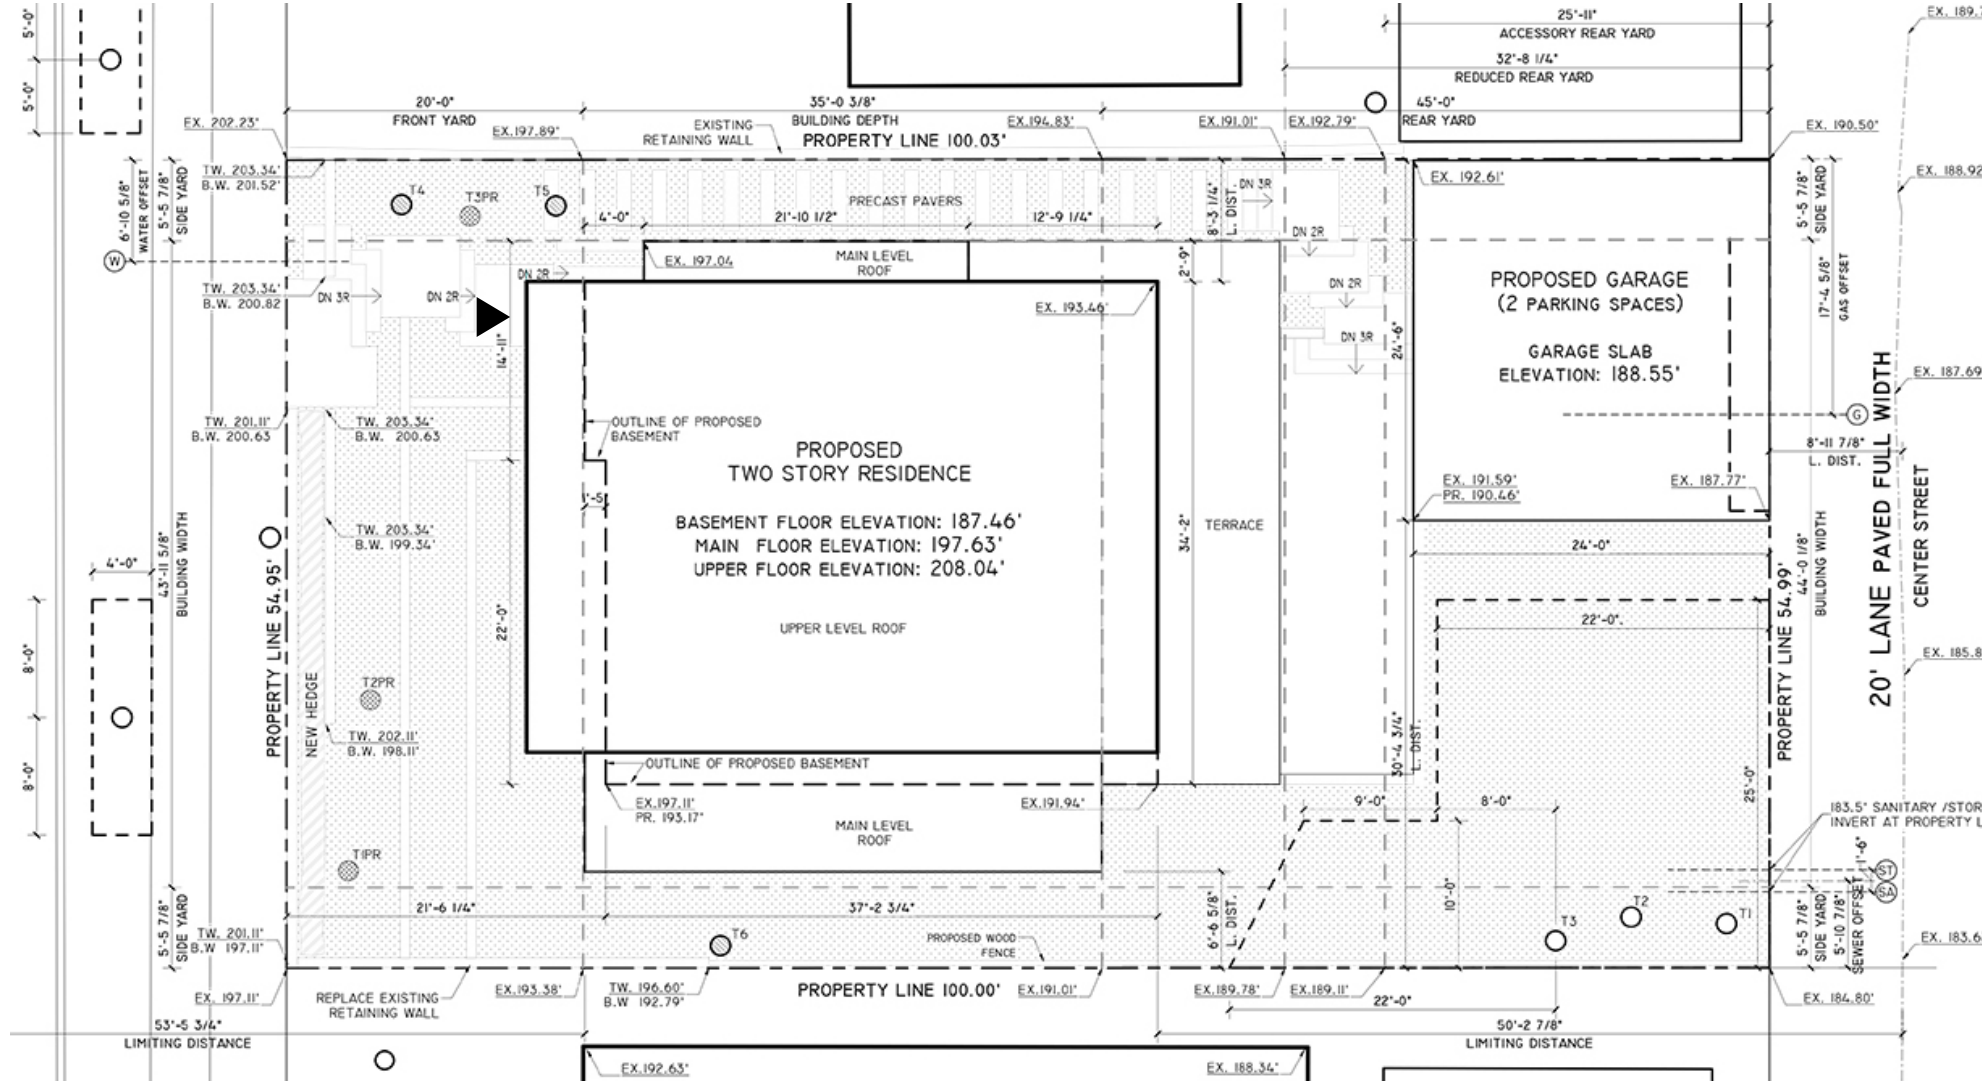 25'-11"
ACCESSORY REAR YARD
32'-8 1/4"
REDUCED REAR YARD
45'-0"
REAR YARD
5'-0"
5'-0"
20'-0"
FRONT YARD
35'-0 3/8"
BUILDING DEPTH
PROPERTY LINE 100.03'
EX. 202.23'
EX.197.89'
EXISTING
RETAINING WALL
EX.194.83'
EX.191.01'
EX.192.79'
EX. 190.50'
EX. 188.92
TW. 203.34'
B.W. 201.52'
T4
T3PR
T5
PRECAST PAVERS
4'-0"
21'-10 1/2"
12'-9 1/4"
8'-3 1/4"
L. DIST.
DN 3R
EX. 192.61'
6'-10 5/8"
WATER OFFSET
5'-5 7/8"
SIDE YARD
5'-5 7/8"
SIDE YARD
W
EX. 197.04
MAIN LEVEL
ROOF
2'-9"
DN 2R
DN 2R
DN 2R
DN 3R
DN 2R
DN 3R
TW. 203.34'
B.W. 200.82
EX. 193.46'
14'-11"
24'-6"
PROPOSED GARAGE
(2 PARKING SPACES)
GARAGE SLAB
ELEVATION: 188.55'
17'-4 5/8"
GAS OFFSET
EX. 187.69
G
8'-11 7/8"
L. DIST.
TW. 201.11'
B.W. 200.63
TW. 203.34'
B.W. 200.63
OUTLINE OF PROPOSED
BASEMENT
PROPOSED
TWO STORY RESIDENCE
BASEMENT FLOOR ELEVATION: 187.46'
MAIN FLOOR ELEVATION: 197.63'
UPPER FLOOR ELEVATION: 208.04'
UPPER LEVEL ROOF
TERRACE
34'-2"
EX. 191.59'
PR. 190.46'
EX. 187.77'
24'-0"
22'-0".
44'-0 1/8"
BUILDING WIDTH
PROPERTY LINE 54.99'
20' LANE PAVED FULL WIDTH
CENTER STREET
4'-0"
43'-11 5/8"
BUILDING WIDTH
PROPERTY LINE 54.95'
TW. 203.34'
B.W. 199.34'
22'-0"
8'-0"
8'-0"
NEW HEDGE
T2PR
TW. 202.11'
B.W. 198.11'
OUTLINE OF PROPOSED BASEMENT
EX.197.11'
PR. 193.17'
EX.191.94'
MAIN LEVEL
ROOF
30'-4 3/4"
L. DIST.
9'-0"
8'-0"
25'-0"
10'-0"
183.5' SANITARY /STOR
INVERT AT PROPERTY L
1'-6"
ST
SA
T1PR
5'-5 7/8"
SIDE YARD
21'-6 1/4"
37'-2 3/4"
6'-6 5/8"
L. DIST.
T6
PROPOSED WOOD
FENCE
T3
T2
T1
5'-5 7/8"
SIDE YARD
5'-10 7/8"
SEWER OFFSET
TW. 201.11'
B.W 197.11'
EX. 197.11'
REPLACE EXISTING
RETAINING WALL
EX.193.38'
TW. 196.60'
B.W 192.79'
PROPERTY LINE 100.00'
EX.191.01'
EX.189.78'
EX.189.11'
22'-0"
EX. 184.80'
53'-5 3/4"
LIMITING DISTANCE
50'-2 7/8"
LIMITING DISTANCE
EX.192.63'
EX. 188.34'